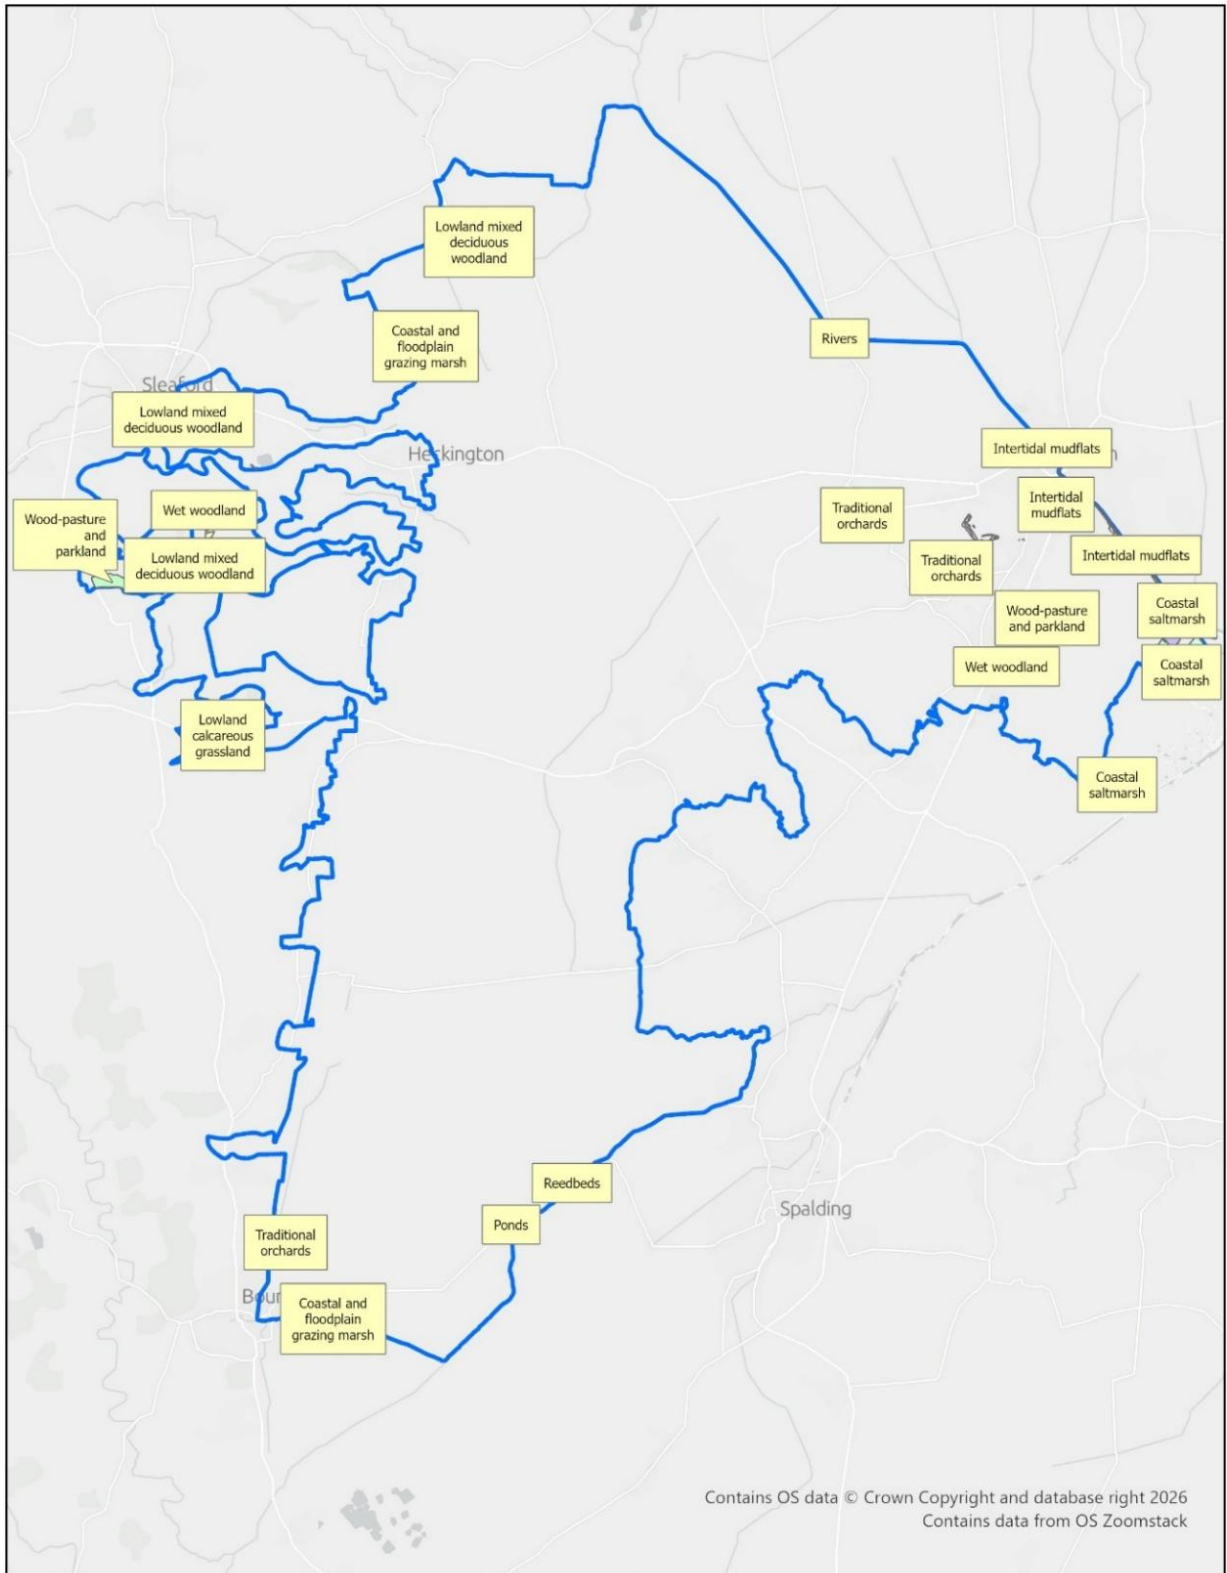 Lowland mixed
deciduous
woodland
Coastal and
floodplain
grazing marsh
Rivers
Sleaford
Lowland mixed
deciduous woodland
Heckington
Intertidal mudflats
n
Wet woodland
Traditional
orchards
Intertidal
mudflats
Wood-pasture
and
parkland
Lowland mixed
deciduous woodland
Traditional
orchards
Intertidal mudflats
Wood-pasture
and parkland
Coastal
saltmarsh
Wet woodland
Coastal
saltmarsh
Lowland
calcareous
grassland
Coastal
saltmarsh
Reedbeds
Ponds
Spalding
Traditional
orchards
Bour
Coastal and
floodplain
grazing marsh
Contains OS data © Crown Copyright and database right 2026
Contains data from OS Zoomstack